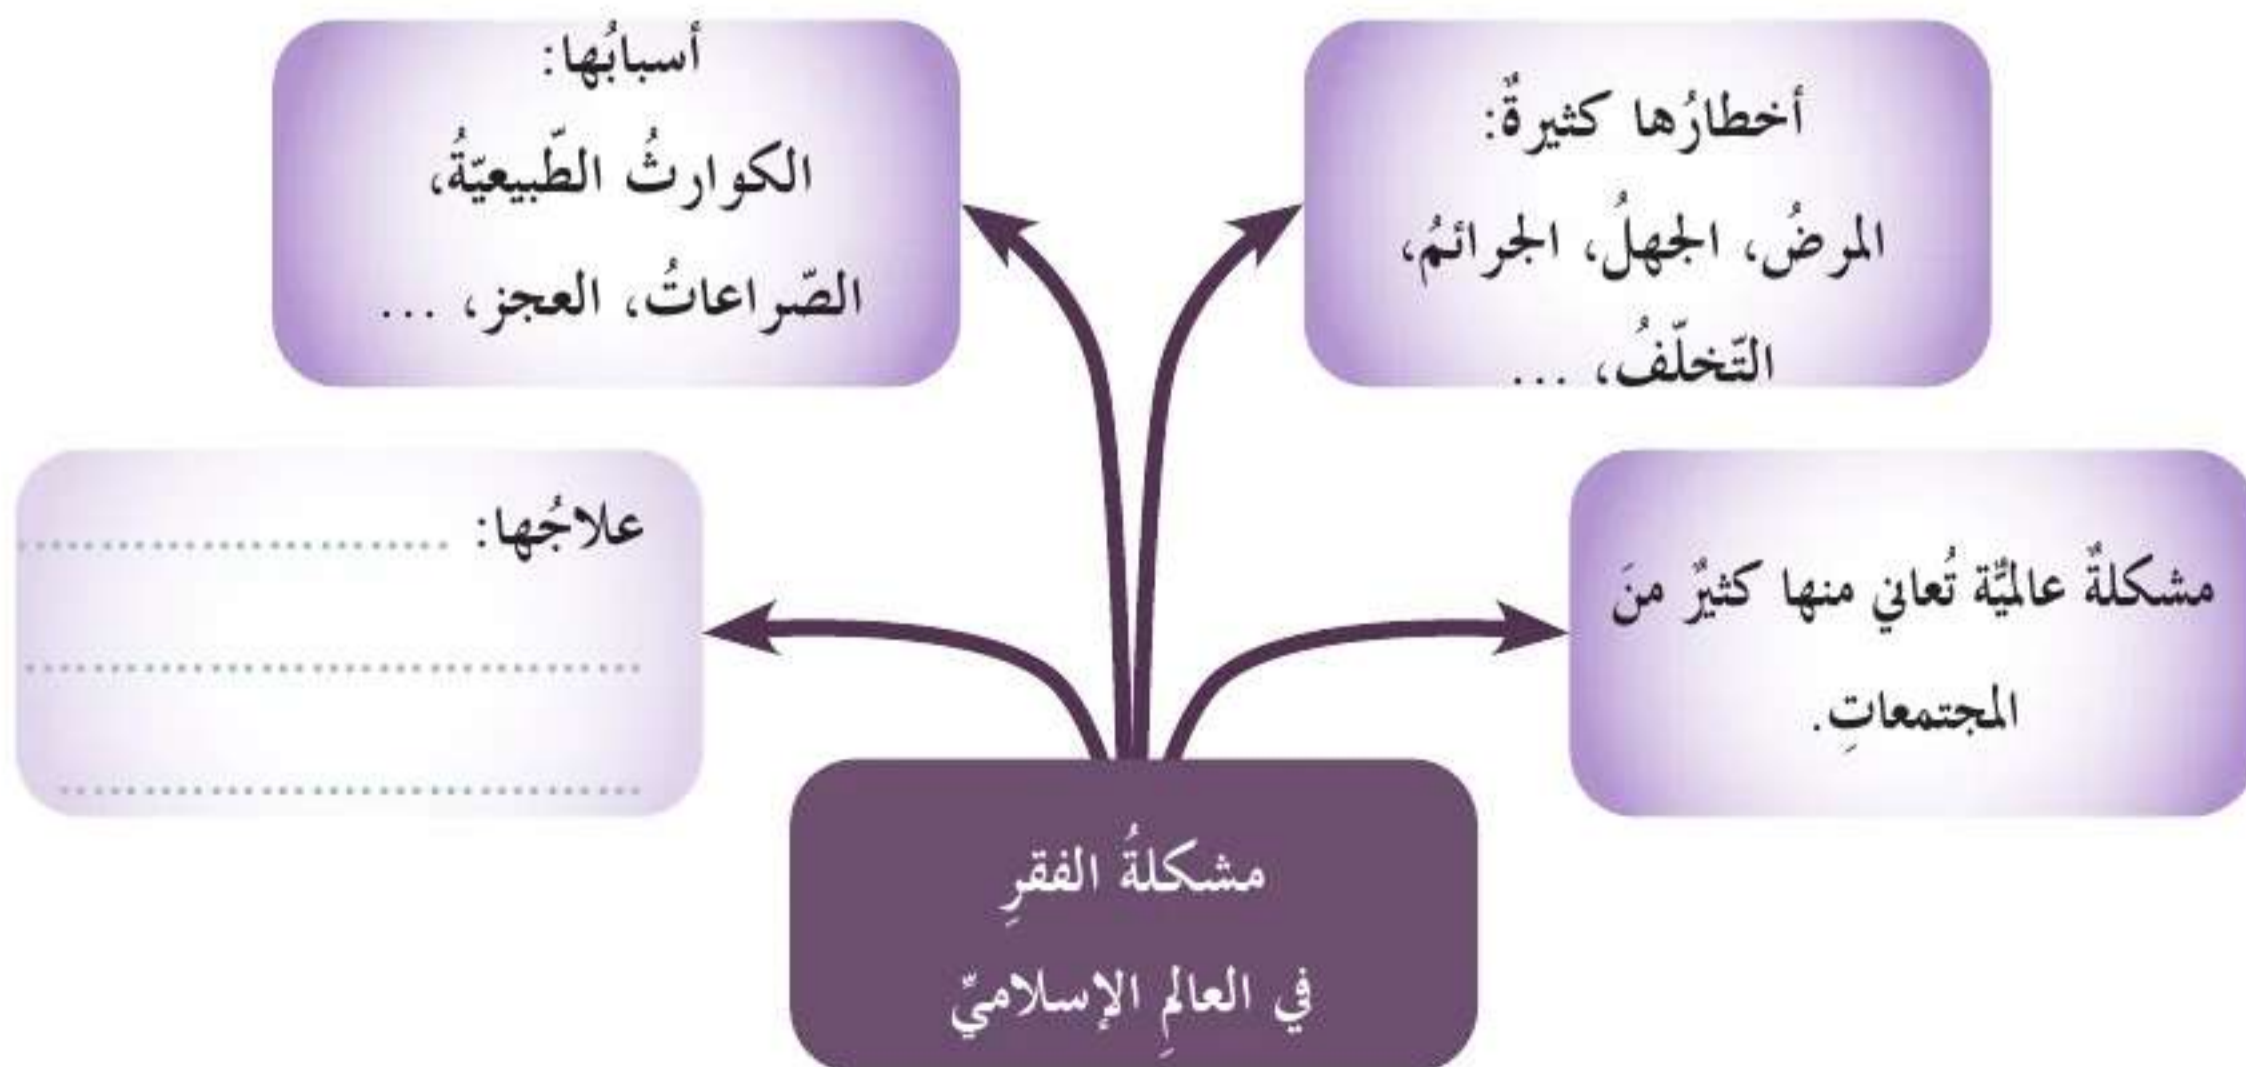 أخطارُها كثيرةٌ:
المرضُ، الجهلُ، الجرائمُ،
التّخلّفُ، ...
أسبابُها:
الكوارثُ الطّبيعيّةُ،
الصّراعاتُ، العجز، ...
مشكلةٌ عالميّة تُعاني منها كثيرٌ منَ
المجتمعاتِ.
علاجُها: ..............................
..........................................
........................................
مشكلةُ الفقرِ
في العالمِ الإسلاميّ